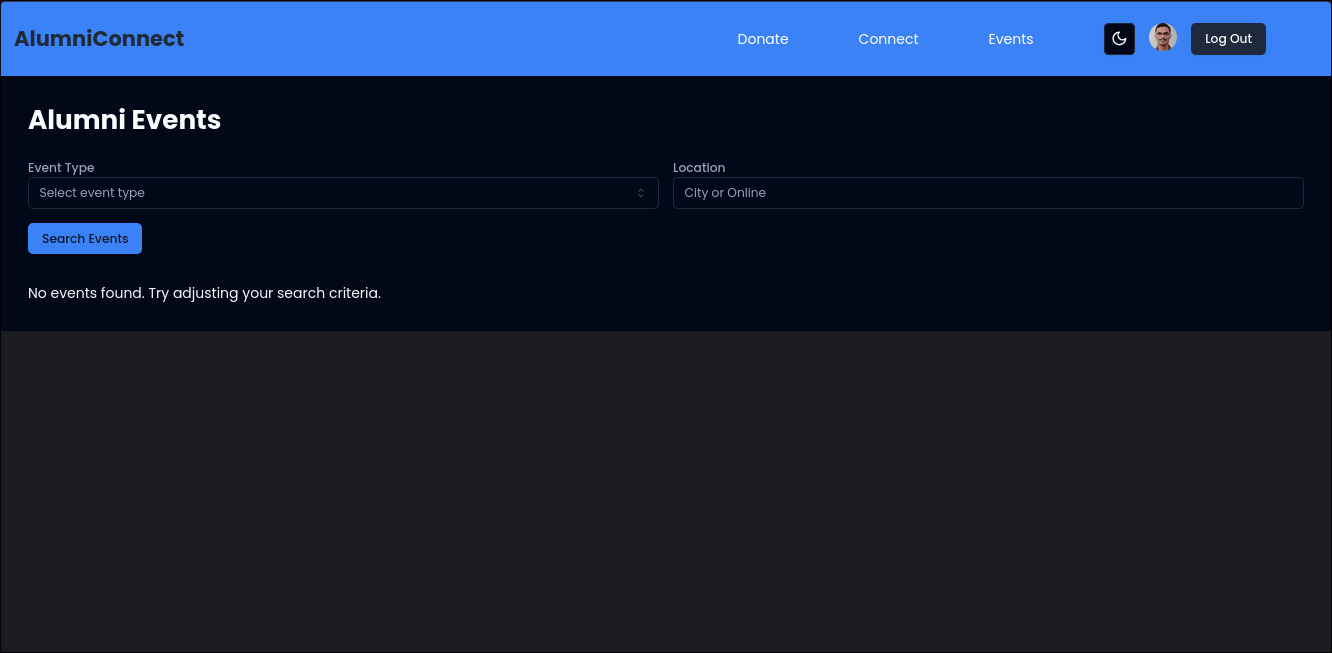 AlumniConnect
Donate
Connect
Events
Log Out
Alumni Events
Event Type
Location
Select event type
City or Online
Search Events
No events found. Try adjusting your search criteria.